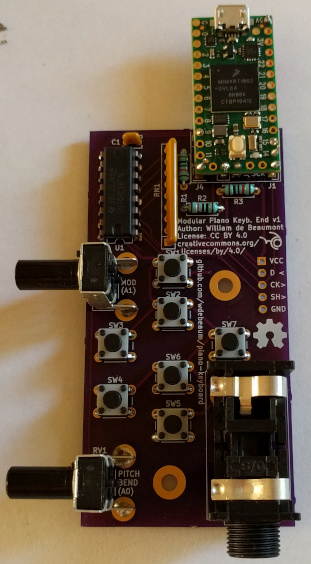 C1
U1
RN1
J4
J1
R1
R2
R3
Modular Piano Keyb. End v1
Author: William de Beaumont
License: CC BY 4.0
creativecommons.org/
licenses/by/4.0/
github.com/wdebeaum/piano-keyboard
MOD
(A1)
SW2
SW3
SW7
SW6
SW4
SW5
VCC
D <
CK>
SH>
GND
RV1
PITCH
BEND
(A0)